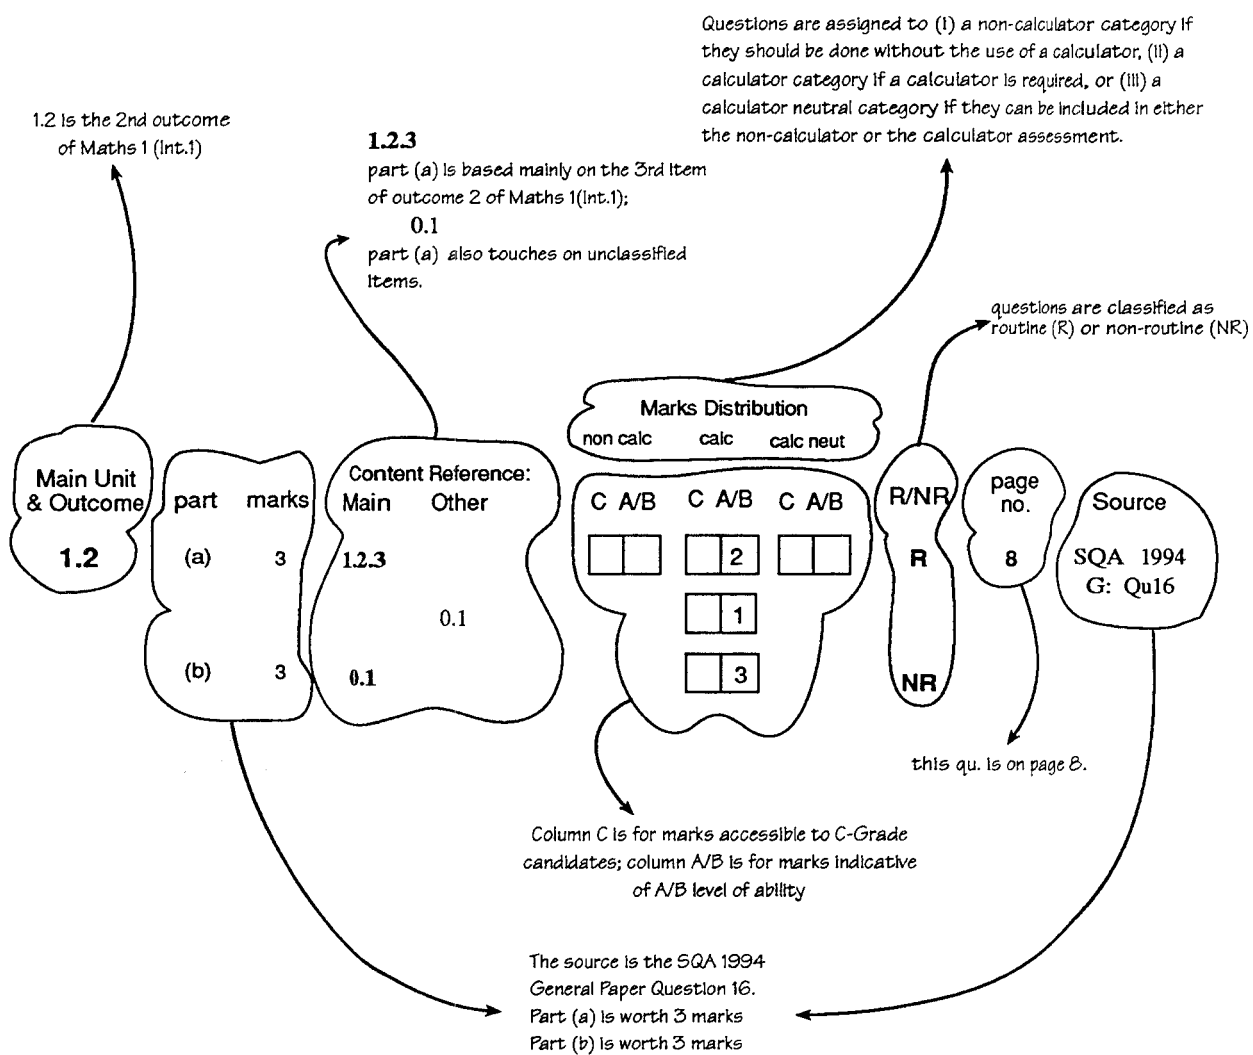 Questions are assigned to (i) a non-calculator category if
they should be done without the use of a calculator, (ii) a
calculator category if a calculator is required, or (iii) a
calculator neutral category if they can be included in either
the non-calculator or the calculator assessment.
1.2 is the 2nd outcome
of Maths 1 (Int.1)
1.2.3
part (a) is based mainly on the 3rd item
of outcome 2 of Maths 1(Int.1);
0.1
part (a) also touches on unclassified
items.
questions are classified as
routine (R) or non-routine (NR)
Marks Distribution
non calc calc calc neut
Main Unit
& Outcome
1.2
part marks
(a) 3
(b) 3
Content Reference:
Main Other
1.2.3
0.1
0.1
C A/B C A/B C A/B
2
1
3
R/NR
R
NR
page
no.
8
Source
SQA 1994
G: Qu16
this qu. is on page 8.
Column C is for marks accessible to C-Grade
candidates; column A/B is for marks indicative
of A/B level of ability
The source is the SQA 1994
General Paper Question 16.
Part (a) is worth 3 marks
Part (b) is worth 3 marks